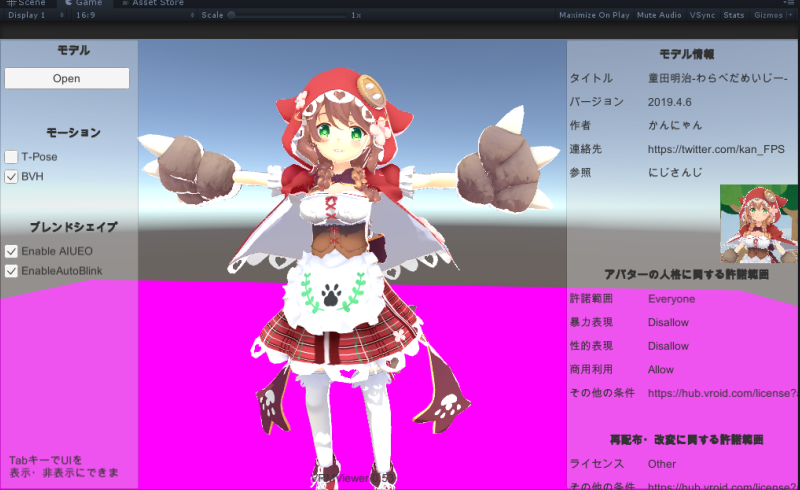 Scene
Game
Asset Store
Display 1
16:9
Scale
1x
Maximize On Play
Mute Audio
VSync
Stats
Gizmos
モデル
Open
モーション
T-Pose
BVH
ブレンドシェイプ
Enable AIUEO
EnableAutoBlink
TabキーでUIを
表示・非表示にできま
モデル情報
タイトル 童田明治-わらべだめいじー-
バージョン 2019.4.6
作者 かんにゃん
連絡先 https://twitter.com/kan_FPS
参照 にじさんじ
アバターの人格に関する許諾範囲
許諾範囲 Everyone
暴力表現 Disallow
性的表現 Disallow
商用利用 Allow
その他の条件 https://hub.vroid.com/license?
再配布・改変に関する許諾範囲
ライセンス Other
その他の条件 https://hub.vroid.com/license?